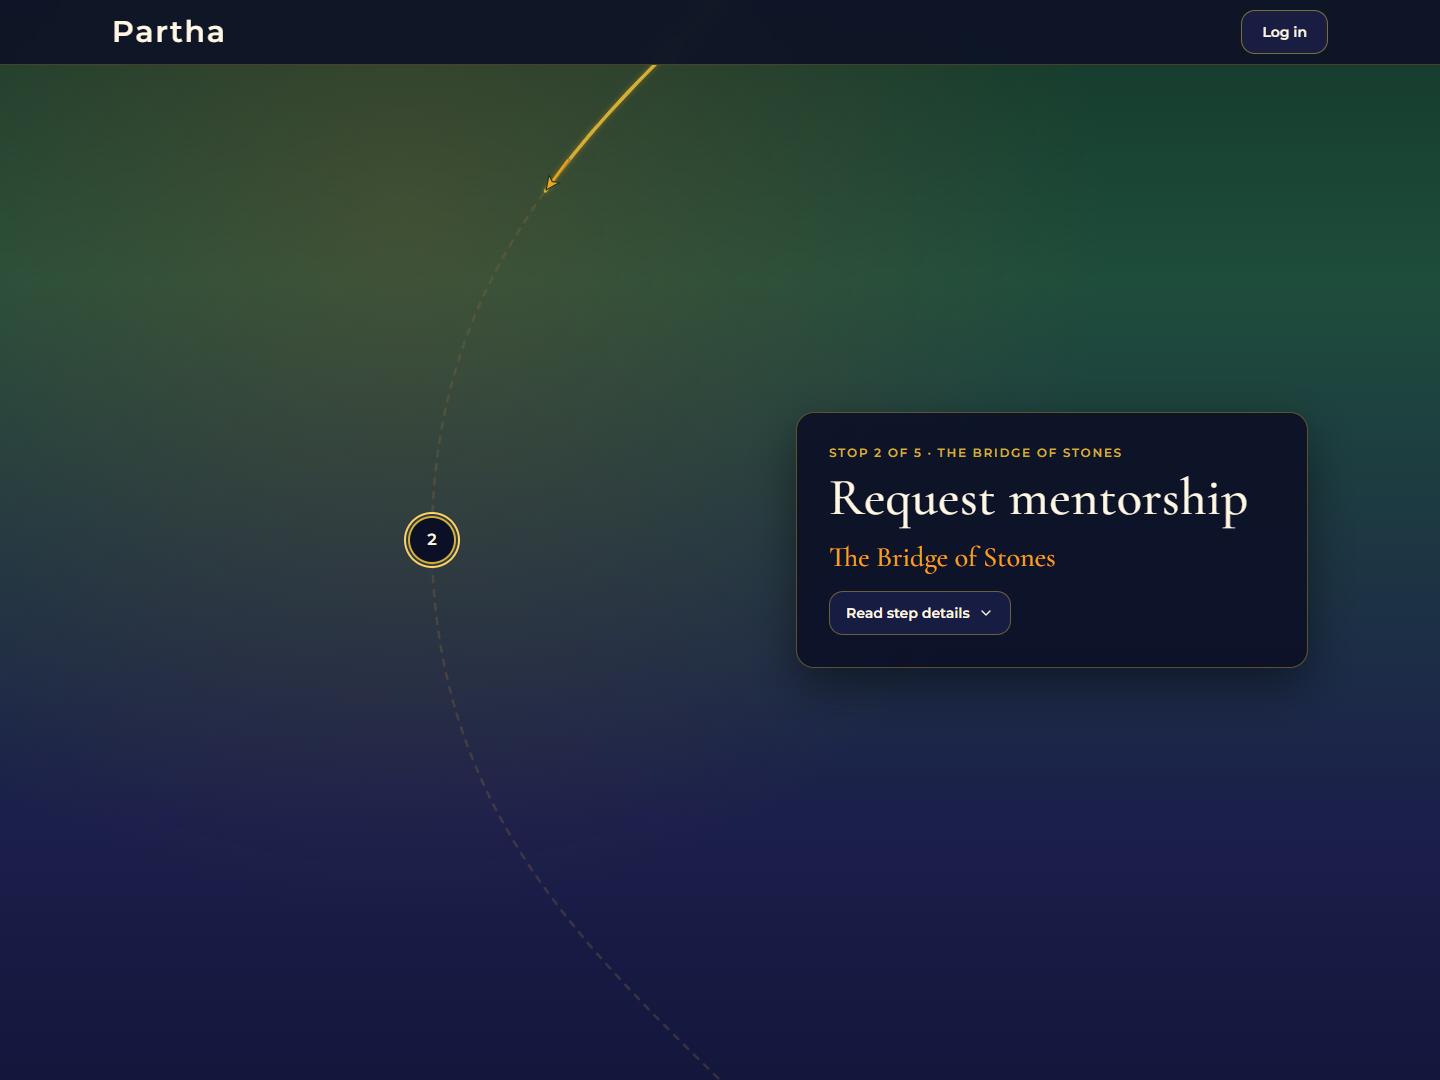 Partha
Log in
STOP 2 OF 5 · THE BRIDGE OF STONES
Request mentorship
The Bridge of Stones
Read step details
2